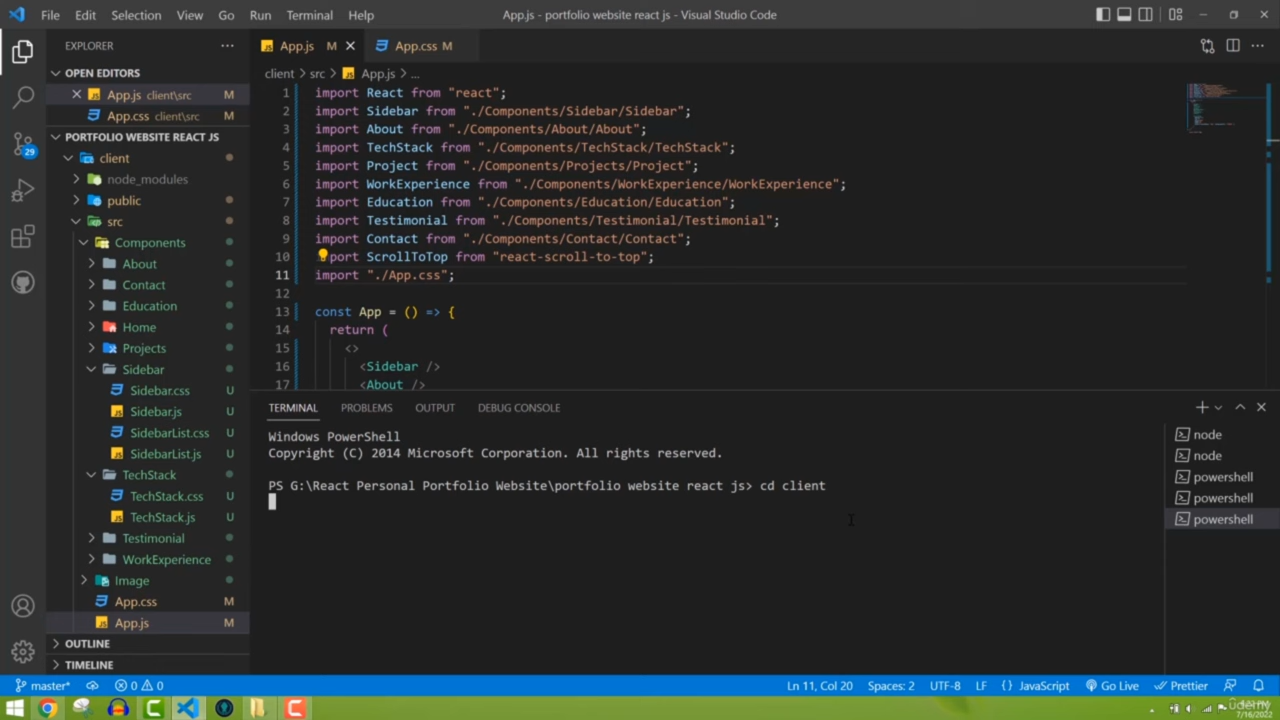 File Edit Selection View Go Run Terminal Help App.js - portfolio website react js - Visual Studio Code
EXPLORER
OPEN EDITORS
App.js client\src M
App.css client\src M
PORTFOLIO WEBSITE REACT JS
client
node_modules
public
src
Components
About
Contact
Education
Home
Projects
Sidebar
Sidebar.css U
Sidebar.js U
SidebarList.css U
SidebarList.js U
TechStack
TechStack.css U
TechStack.js U
Testimonial
WorkExperience
Image
App.css M
App.js M
OUTLINE
TIMELINE
29
App.js M App.css M
client > src > App.js > ...
1 import React from "react";
2 import Sidebar from "./Components/Sidebar/Sidebar";
3 import About from "./Components/About/About";
4 import TechStack from "./Components/TechStack/TechStack";
5 import Project from "./Components/Projects/Project";
6 import WorkExperience from "./Components/WorkExperience/WorkExperience";
7 import Education from "./Components/Education/Education";
8 import Testimonial from "./Components/Testimonial/Testimonial";
9 import Contact from "./Components/Contact/Contact";
10 port ScrollToTop from "react-scroll-to-top";
11 import "./App.css";
12
13 const App = () => {
14 return (
15 <>
16 <Sidebar />
17 <About />
TERMINAL PROBLEMS OUTPUT DEBUG CONSOLE
Windows PowerShell
Copyright (C) 2014 Microsoft Corporation. All rights reserved.
PS G:\React Personal Portfolio Website\portfolio website react js> cd client
node
node
powershell
powershell
powershell
master* 0 0 Ln 11, Col 20 Spaces: 2 UTF-8 LF {} JavaScript Go Live Prettier
udemy
7/16/2022